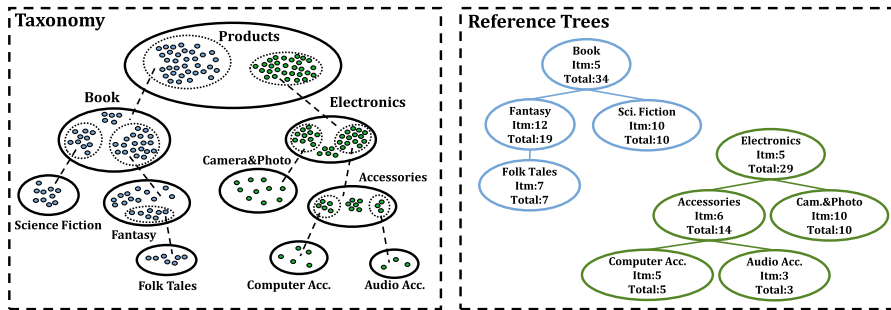 Taxonomy
Products
Book
Electronics
Camera&Photo
Accessories
Science Fiction
Fantasy
Folk Tales
Computer Acc.
Audio Acc.
Reference Trees
Book
Itm:5
Total:34
Fantasy
Itm:12
Total:19
Sci. Fiction
Itm:10
Total:10
Folk Tales
Itm:7
Total:7
Electronics
Itm:5
Total:29
Accessories
Itm:6
Total:14
Cam.&Photo
Itm:10
Total:10
Computer Acc.
Itm:5
Total:5
Audio Acc.
Itm:3
Total:3